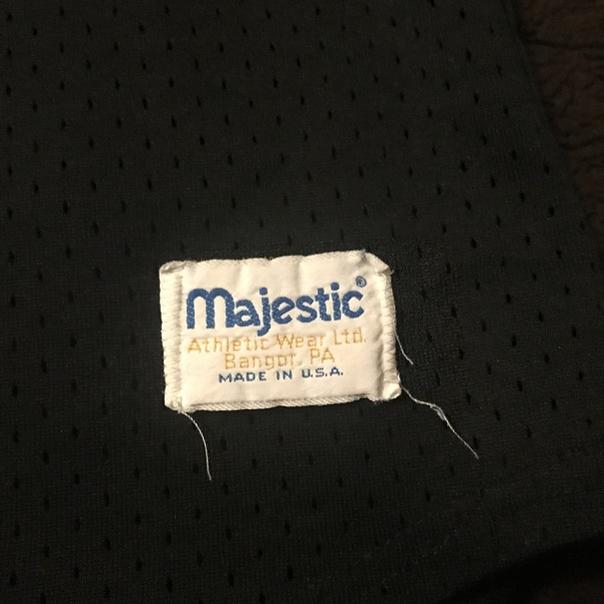 Majestic®
Athletic Wear Ltd.
Bangor, PA
MADE IN U.S.A.